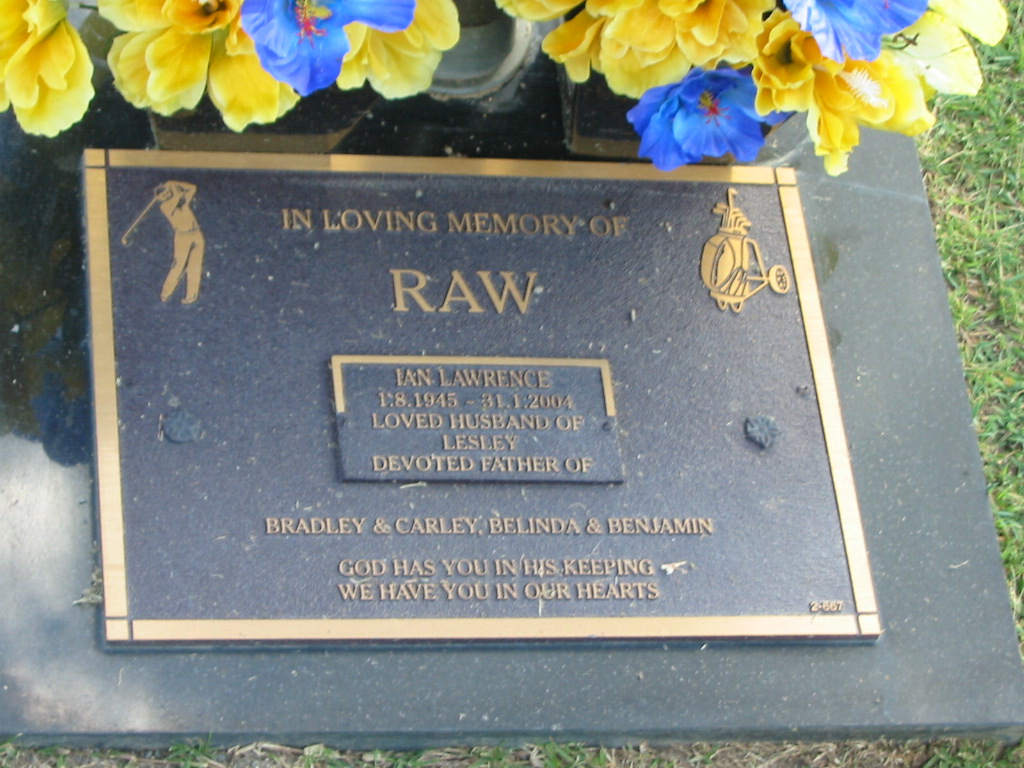 IN LOVING MEMORY OF
RAW
IAN LAWRENCE
1.8.1945 - 31.1.2004
LOVED HUSBAND OF
LESLEY
DEVOTED FATHER OF
BRADLEY & CARLEY, BELINDA & BENJAMIN
GOD HAS YOU IN HIS KEEPING
WE HAVE YOU IN OUR HEARTS
2-667